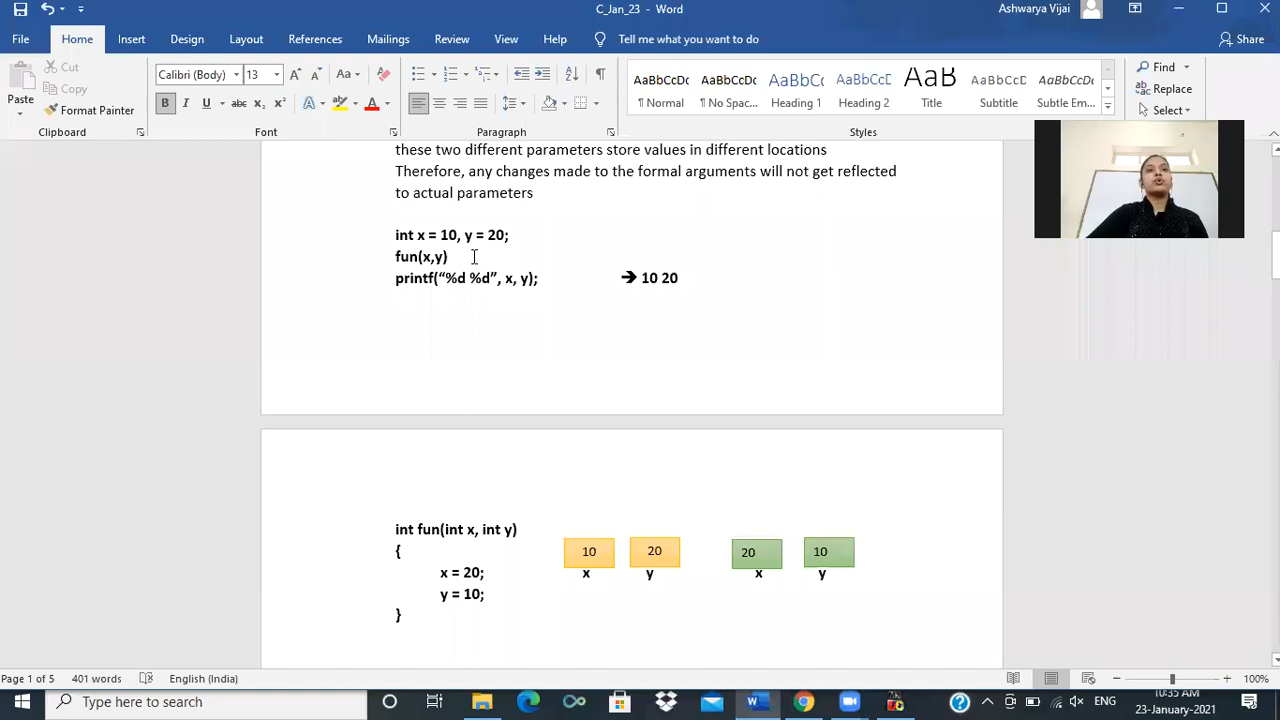 C_Jan_23 - Word
Ashwarya Vijai
File Home Insert Design Layout References Mailings Review View Help Tell me what you want to do Share
Paste
Cut
Copy
Format Painter
Clipboard
Calibri (Body) 13
Font
Paragraph
AaBbCcDc AaBbCcDc AaBbCc AaBbCcD AaB AaBbCcD AaBbCcDc
¶ Normal ¶ No Spac... Heading 1 Heading 2 Title Subtitle Subtle Em...
Styles
Find
Replace
Select
these two different parameters store values in different locations
Therefore, any changes made to the formal arguments will not get reflected
to actual parameters
int x = 10, y = 20;
fun(x,y)
printf(“%d %d”, x, y); ➔ 10 20
int fun(int x, int y)
{
x = 20;
y = 10;
}
10 20 20 10
x y x y
Page 1 of 5 401 words English (India) 100%
Type here to search
ENG
10:35 AM
23-January-2021